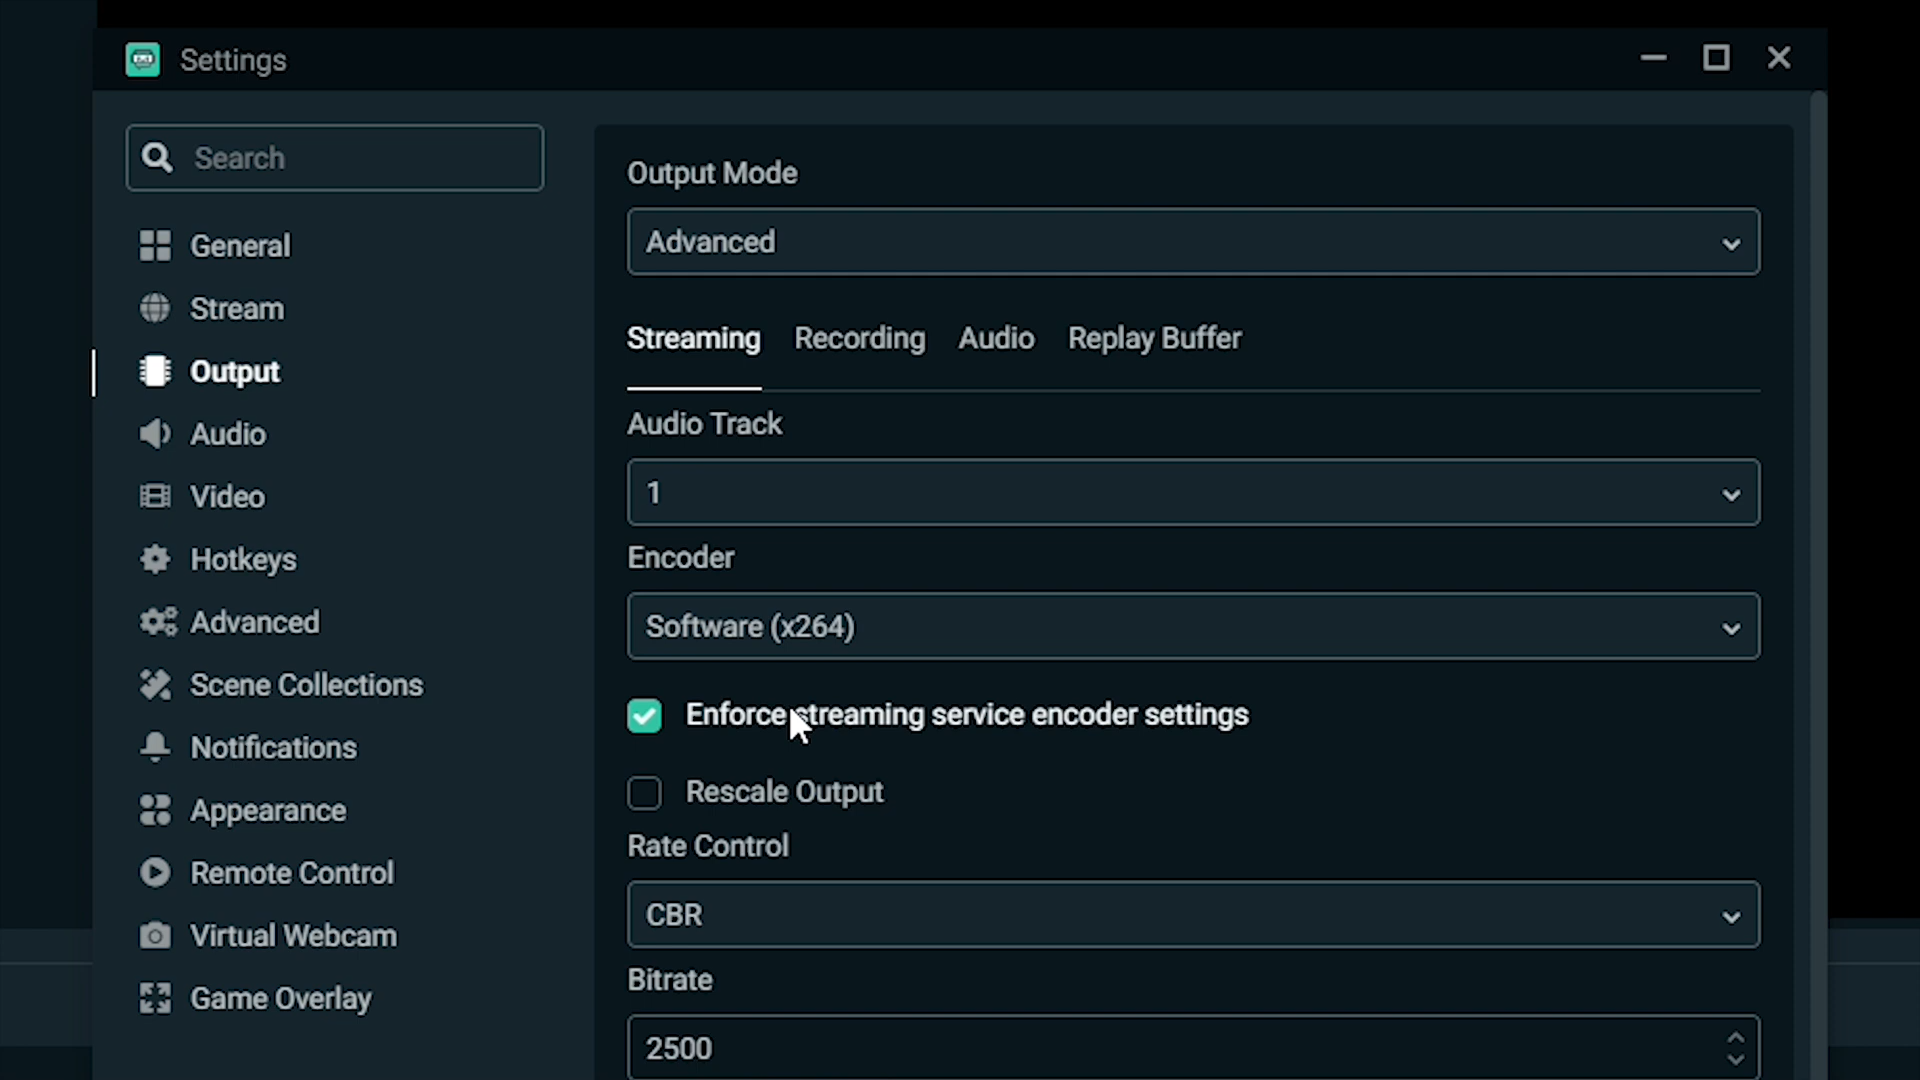 Settings
Search
General
Stream
Output
Audio
Video
Hotkeys
Advanced
Scene Collections
Notifications
Appearance
Remote Control
Virtual Webcam
Game Overlay
Output Mode
Advanced
Streaming Recording Audio Replay Buffer
Audio Track
1
Encoder
Software (x264)
Enforce streaming service encoder settings
Rescale Output
Rate Control
CBR
Bitrate
2500